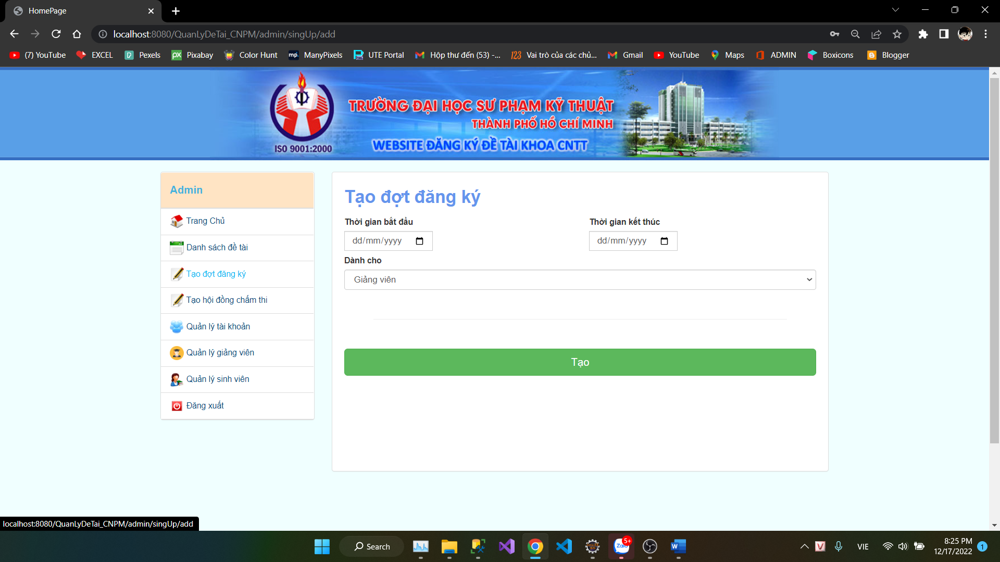 HomePage
localhost:8080/QuanLyDeTai_CNPM/admin/singUp/add
(7) YouTube EXCEL Pexels Pixabay Color Hunt ManyPixels UTE Portal Hộp thư đến (53) -... Vai trò của các chủ... Gmail YouTube Maps ADMIN Boxicons Blogger
TRƯỜNG ĐẠI HỌC SƯ PHẠM KỸ THUẬT
THÀNH PHỐ HỒ CHÍ MINH
WEBSITE ĐĂNG KÝ ĐỀ TÀI KHOA CNTT
ISO 9001:2000
Admin
Trang Chủ
Danh sách đề tài
Tạo đợt đăng ký
Tạo hội đồng chấm thi
Quản lý tài khoản
Quản lý giảng viên
Quản lý sinh viên
Đăng xuất
Tạo đợt đăng ký
Thời gian bắt đầu Thời gian kết thúc
dd/mm/yyyy dd/mm/yyyy
Dành cho
Giảng viên
Tạo
localhost:8080/QuanLyDeTai_CNPM/admin/singUp/add
Search
5+
Zalo
VIE
8:25 PM
12/17/2022
1